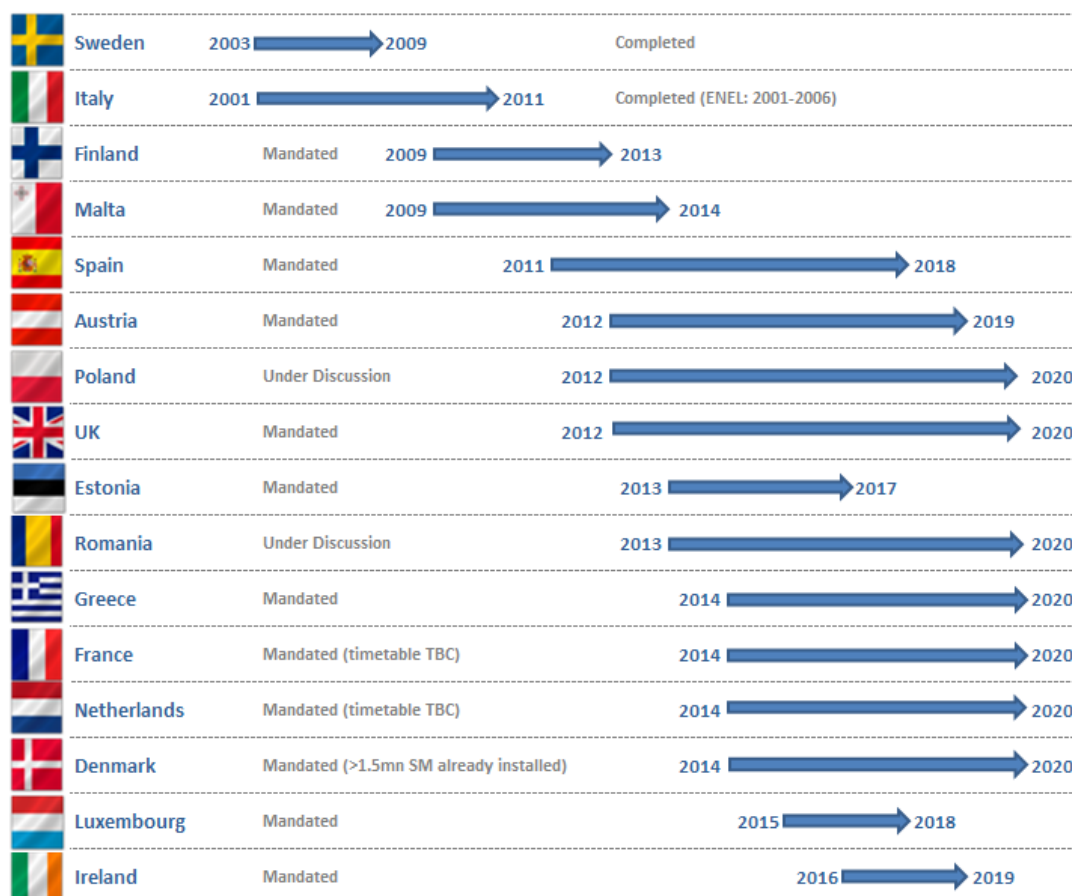 Sweden 2003 2009 Completed
Italy 2001 2011 Completed (ENEL: 2001-2006)
Finland Mandated 2009 2013
Malta Mandated 2009 2014
Spain Mandated 2011 2018
Austria Mandated 2012 2019
Poland Under Discussion 2012 2020
UK Mandated 2012 2020
Estonia Mandated 2013 2017
Romania Under Discussion 2013 2020
Greece Mandated 2014 2020
France Mandated (timetable TBC) 2014 2020
Netherlands Mandated (timetable TBC) 2014 2020
Denmark Mandated (>1.5mn SM already installed) 2014 2020
Luxembourg Mandated 2015 2018
Ireland Mandated 2016 2019